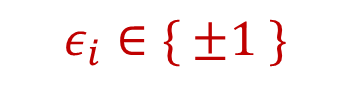 ϵᵢ ∈ { ±1 }